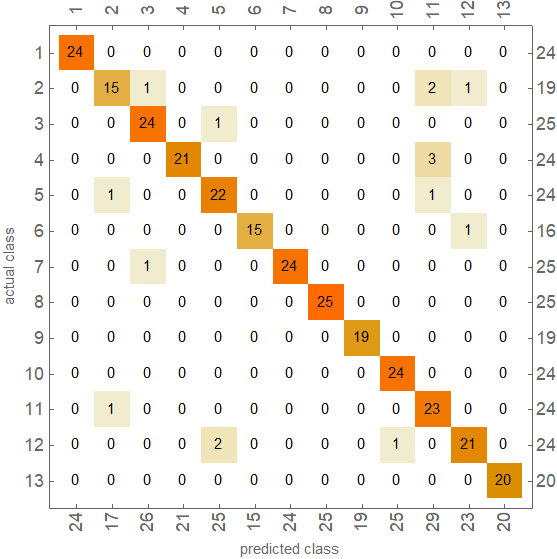 1 2 3 4 5 6 7 8 9 10 11 12 13
1 24 0 0 0 0 0 0 0 0 0 0 0 0 24
2 0 15 1 0 0 0 0 0 0 0 2 1 0 19
3 0 0 24 0 1 0 0 0 0 0 0 0 0 25
4 0 0 0 21 0 0 0 0 0 0 3 0 0 24
5 0 1 0 0 22 0 0 0 0 0 1 0 0 24
6 0 0 0 0 0 15 0 0 0 0 0 1 0 16
7 0 0 1 0 0 0 24 0 0 0 0 0 0 25
8 0 0 0 0 0 0 0 25 0 0 0 0 0 25
9 0 0 0 0 0 0 0 0 19 0 0 0 0 19
10 0 0 0 0 0 0 0 0 0 24 0 0 0 24
11 0 1 0 0 0 0 0 0 0 0 23 0 0 24
12 0 0 0 0 2 0 0 0 0 1 0 21 0 24
13 0 0 0 0 0 0 0 0 0 0 0 0 20 20
24 17 26 21 25 15 24 25 19 25 29 23 20
actual class
predicted class